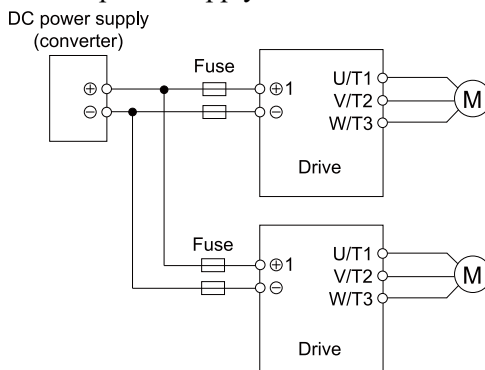 DC power supply
(converter)
⊕
⊖
Fuse
⊕1
⊖
U/T1
V/T2
W/T3
M
Drive
Fuse
⊕1
⊖
U/T1
V/T2
W/T3
M
Drive